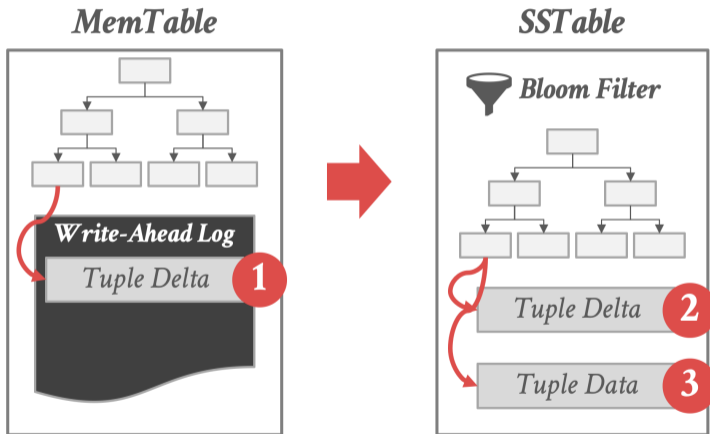 MemTable
Write-Ahead Log
Tuple Delta 1
SSTable
Bloom Filter
Tuple Delta 2
Tuple Data 3